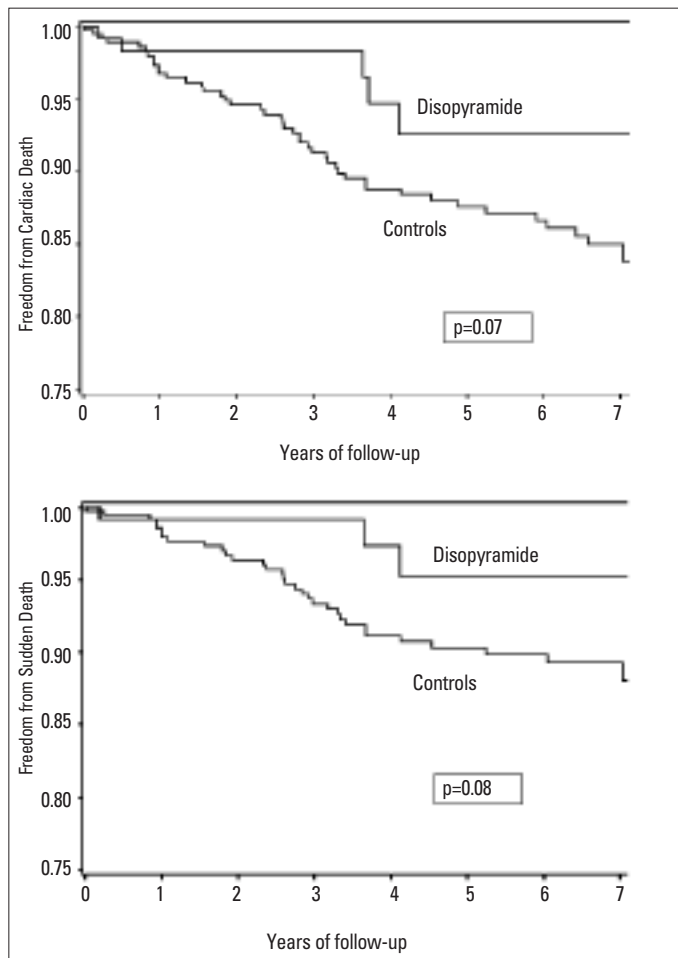 Freedom from Cardiac Death
1.00
0.95
0.90
0.85
0.80
0.75
Disopyramide
Controls
p=0.07
0 1 2 3 4 5 6 7
Years of follow-up
Freedom from Sudden Death
1.00
0.95
0.90
0.85
0.80
0.75
Disopyramide
Controls
p=0.08
0 1 2 3 4 5 6 7
Years of follow-up